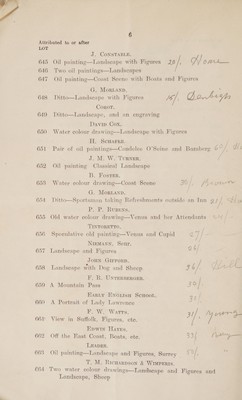 6
Attributed to or after
LOT
J. CONSTABLE.
645 Oil painting—Landscape with Figures
646 Two oil paintings—Landscapes
647 Oil painting—Coast Scene with Boats and Figures
G. MORLAND.
648 Ditto—Landscape with Figures
COROT.
649 Ditto—Landscape, and an engraving
DAVID COX.
650 Water colour drawing—Landscape with Figures
H. SCHAFER.
651 Pair of oil paintings—Cordoba O'Seine and Bamberg
J. M. W. TURNER.
652 Oil painting Classical Landscape
B. FOSTER.
653 Water colour drawing—Coast Scene
G. MORLAND.
654 Ditto—Sportsman taking Refreshments outside an Inn
P. P. RUBENS.
655 Old water colour drawing—Venus and her Attendants
TINTORETTO.
656 Speculative oil painting—Venus and Cupid 27/-
NIEMANN, SENR.
657 Landscape and Figures
JOHN GIFFORD.
658 Landscape with Dog and Sheep
F. R. UNTERBERGER.
659 A Mountain Pass
EARLY ENGLISH SCHOOL.
660 A Portrait of Lady
F. W. WATTS.
661 View in Suffolk, Figures, etc.
EDWIN HAYES.
662 Off the East Coast, Boats, etc.
LEADER.
663 Oil painting—Landscape and Figures, Surrey
T. M. RICHARDSON & WIMPERIS.
664 Two water colour drawings—Landscape and Figures and
Landscape, Sheep